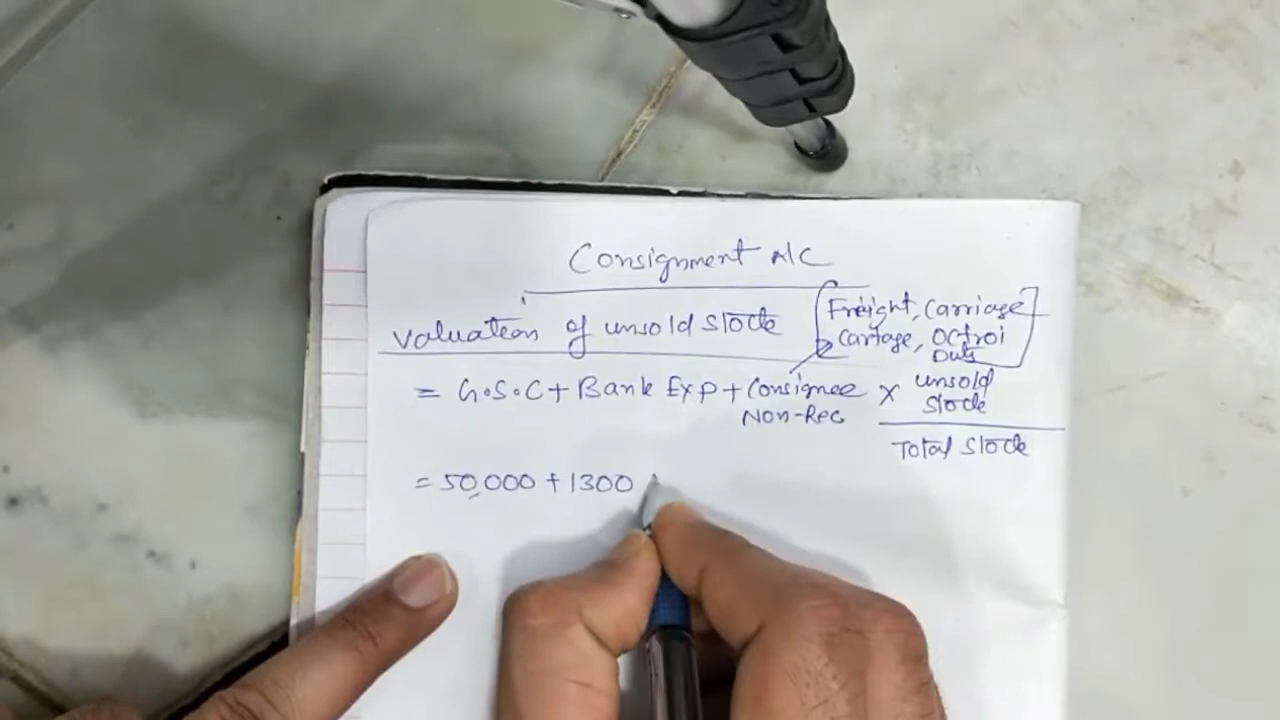 Consignment A/C
Valuation of unsold stock [Freight, Carriage
Cartage, Octroi
Duty]
= G.S.C + Bank Exp + Consignee × unsold stock
Non-Rec
Total stock
= 50,000 + 1300